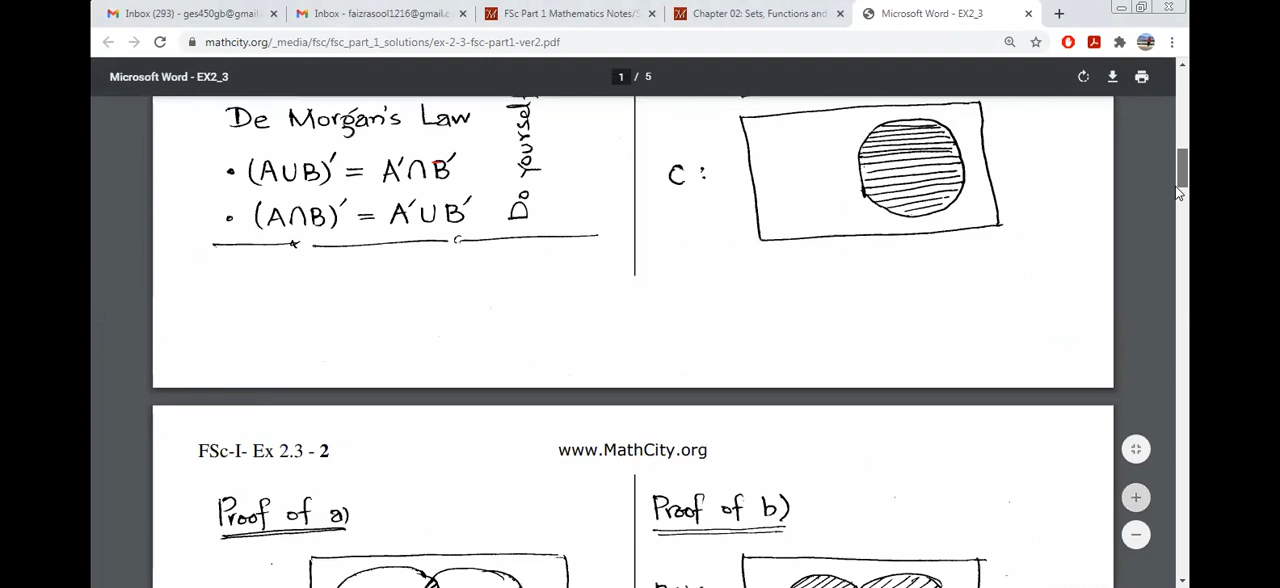 Inbox (293) - ges450gb@gmail
Inbox - faizrasool1216@gmail.c
FSc Part 1 Mathematics Notes/S
Chapter 02: Sets, Functions and
Microsoft Word - EX2_3
mathcity.org/_media/fsc/fsc_part_1_solutions/ex-2-3-fsc-part1-ver2.pdf
Microsoft Word - EX2_3
1 / 5
De Morgan's Law
• (A∪B)′ = A′∩B′
• (A∩B)′ = A′∪B′
Do Yourself
C :
FSc-I- Ex 2.3 - 2
www.MathCity.org
Proof of a)
Proof of b)